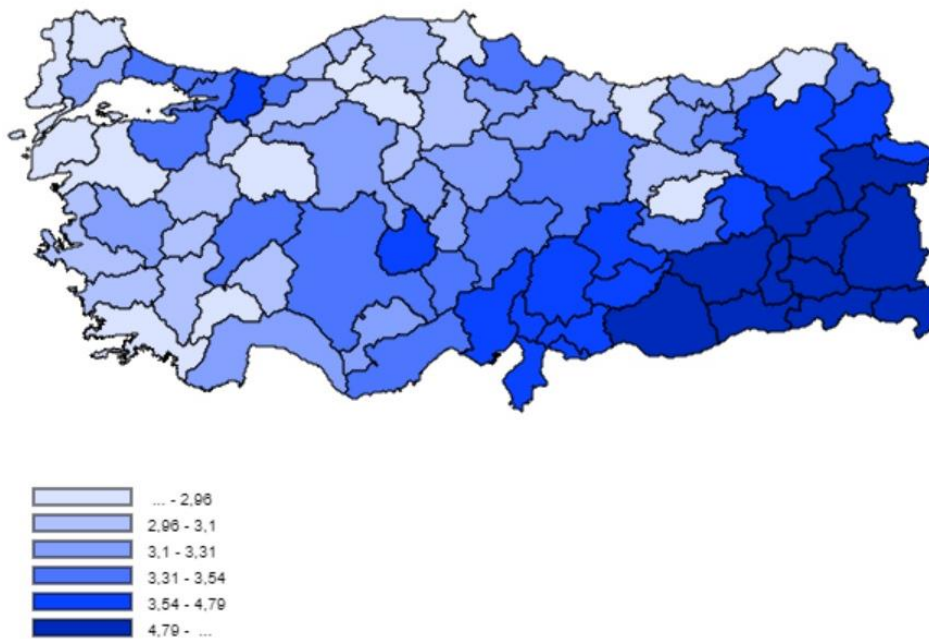 ... - 2,96
2,96 - 3,1
3,1 - 3,31
3,31 - 3,54
3,54 - 4,79
4,79 - ...